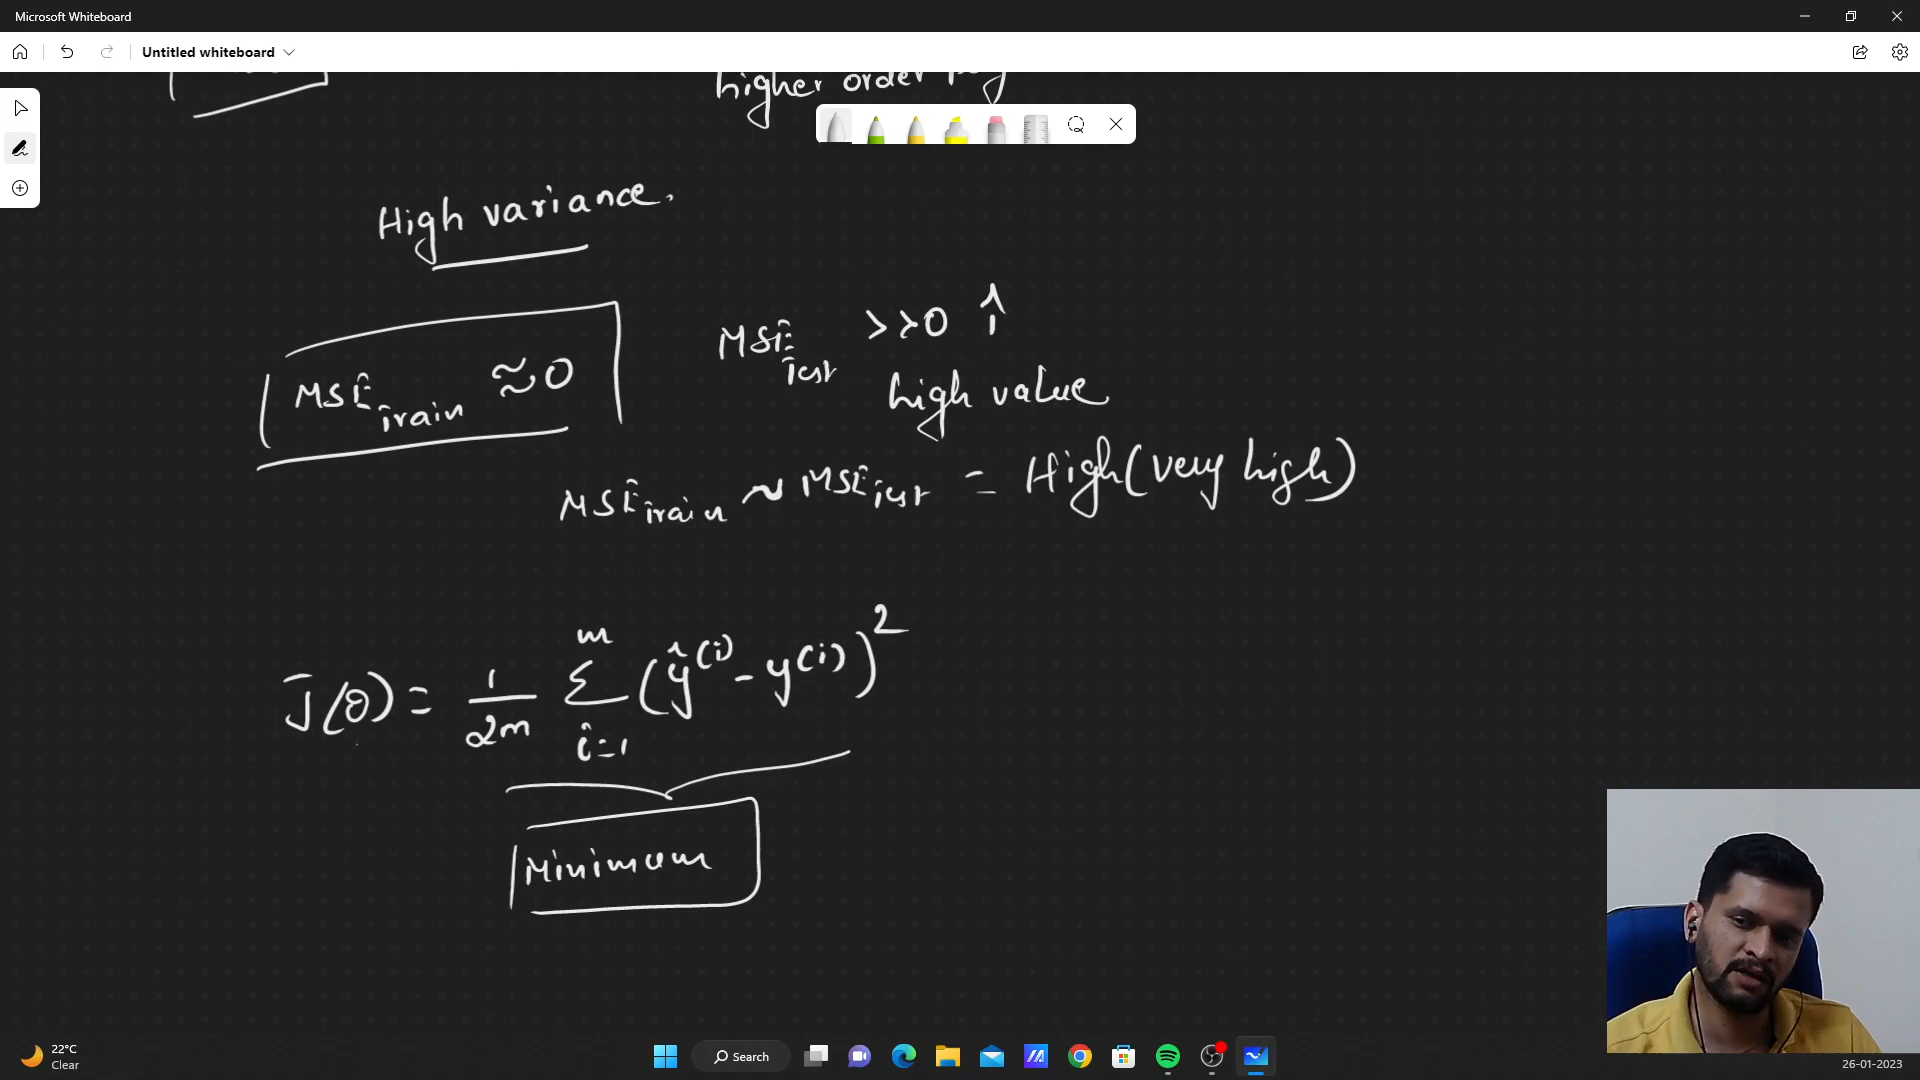 Microsoft Whiteboard
Untitled whiteboard
higher order poly
High variance.
MSE Train ≈ 0
MSE Test >>0 ↑
high value
MSE Train ~ MSE Test = High (very high)
J(θ) = 1/2m Σ i=1 m (ŷ(i) - y(i))²
Minimum
22°C
Clear
Search
26-01-2023